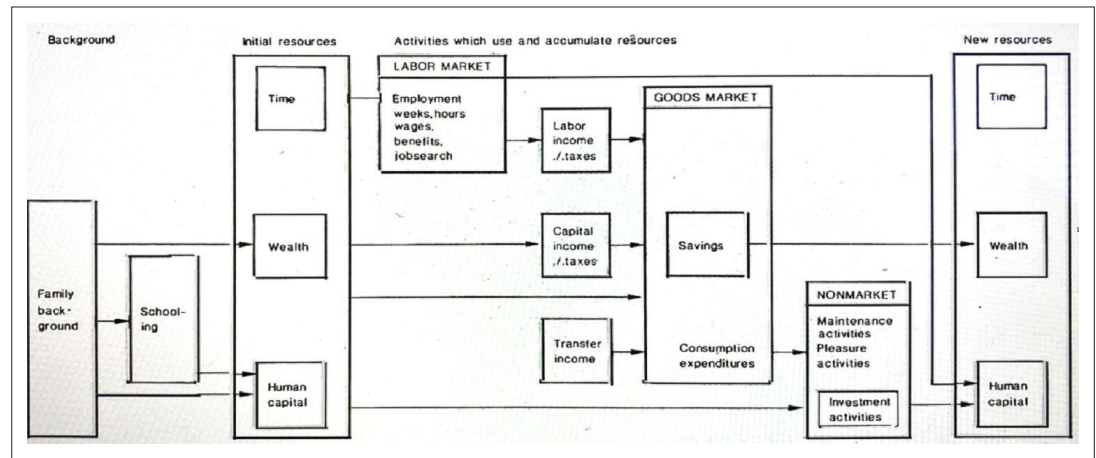 Background
Initial resources
Activities which use and accumulate resources
New resources
Family
back-
ground
School-
ing
Time
Wealth
Human
capital
LABOR MARKET
Employment
weeks, hours
wages,
benefits,
jobsearch
Labor
income
./.taxes
Capital
income
./.taxes
Transfer
income
GOODS MARKET
Savings
Consumption
expenditures
NONMARKET
Maintenance
activities
Pleasure
activities
Investment
activities
Time
Wealth
Human
capital